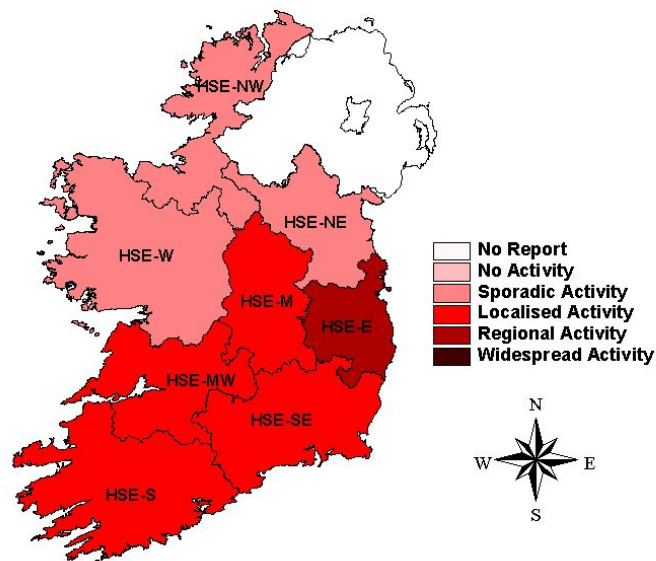 HSE-NW
HSE-NE
HSE-W
HSE-M
HSE-E
HSE-MW
HSE-SE
HSE-S
No Report
No Activity
Sporadic Activity
Localised Activity
Regional Activity
Widespread Activity
N
W E
S